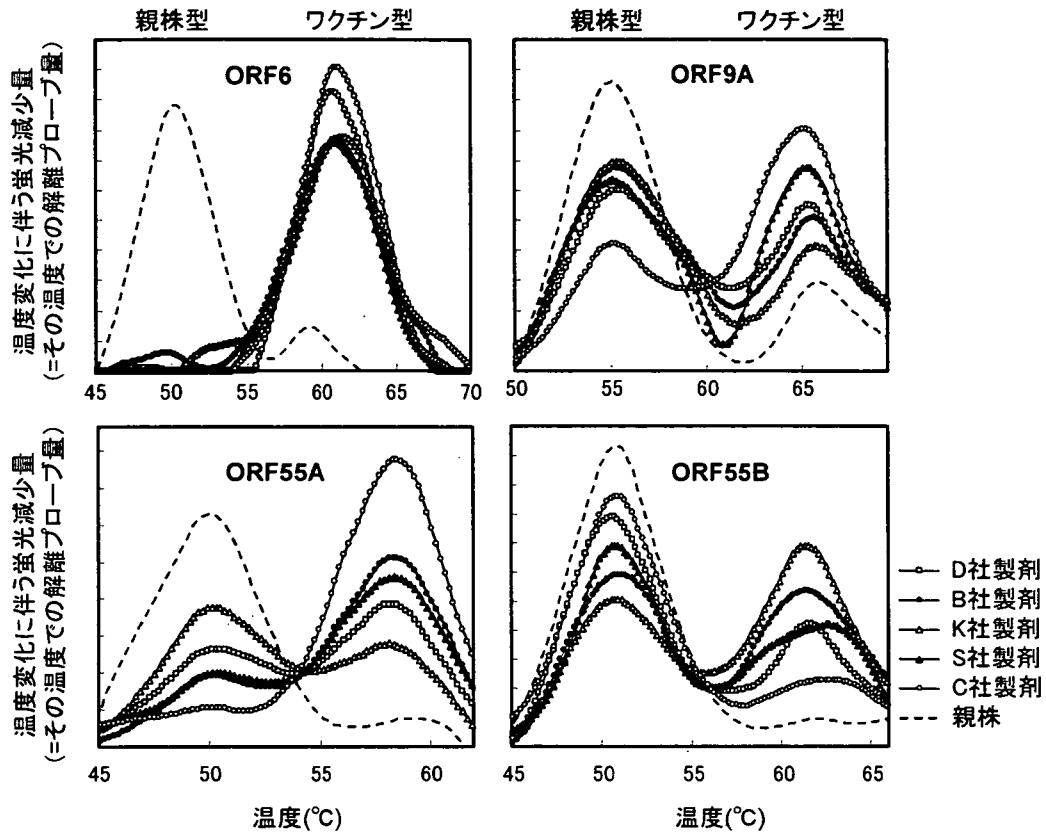 親株型 ワクチン型 親株型 ワクチン型
ORF6
ORF9A
温度変化に伴う蛍光減少量
(=その温度での解離プローブ量)
45 50 55 60 65 70
50 55 60 65
ORF55A
ORF55B
温度変化に伴う蛍光減少量
(=その温度での解離プローブ量)
45 50 55 60
45 50 55 60 65
温度(℃) 温度(℃)
D社製剤
B社製剤
K社製剤
S社製剤
C社製剤
親株